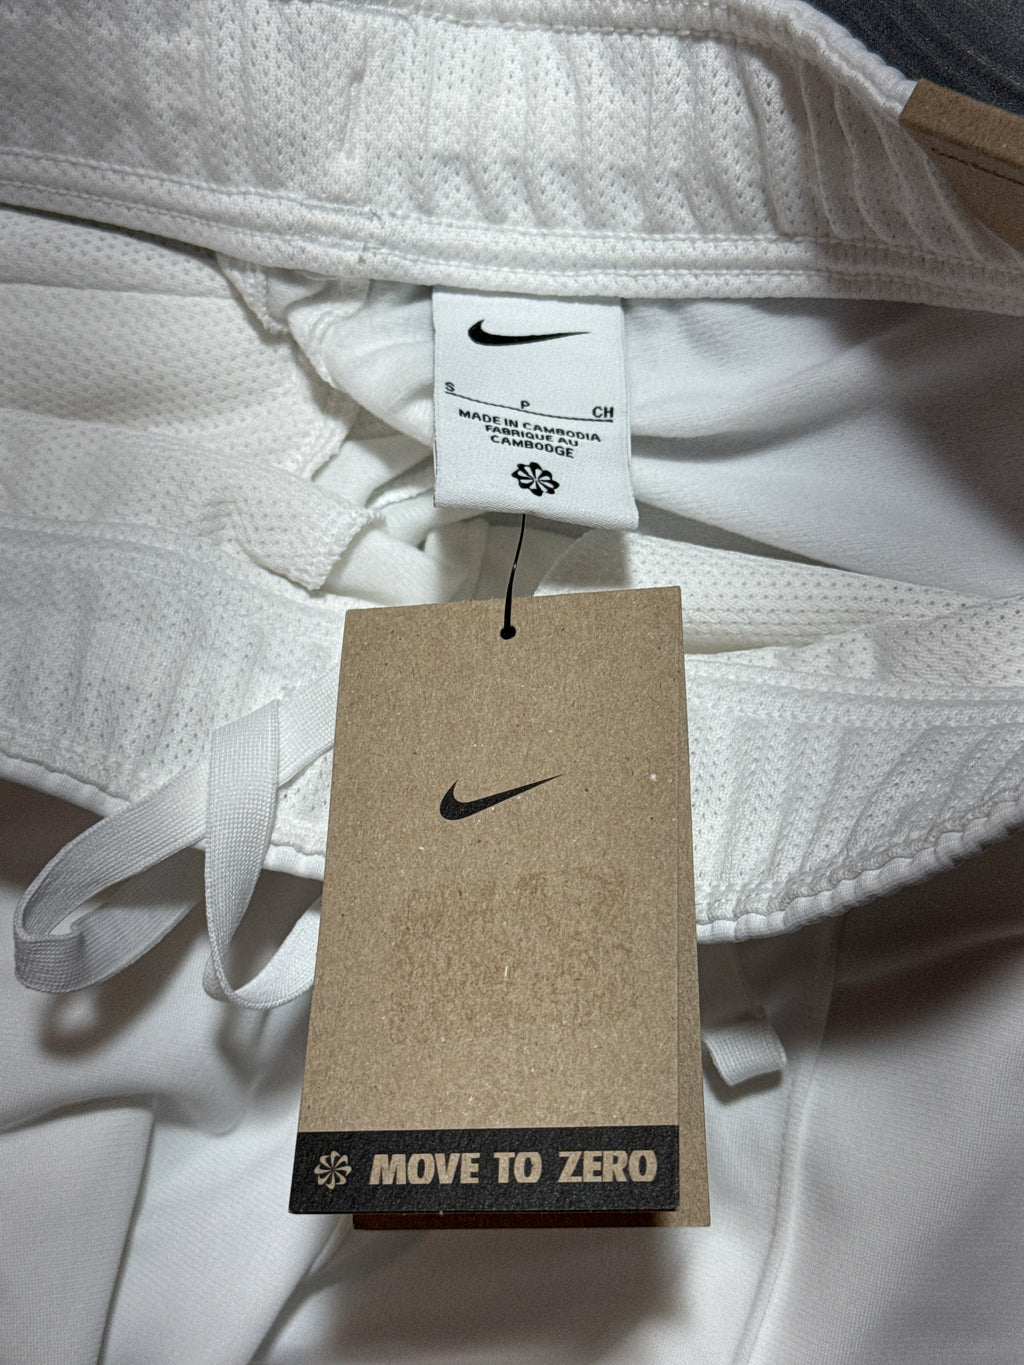 S
P
CH
MADE IN CAMBODIA
FABRIQUE AU
CAMBODGE
MOVE TO ZERO